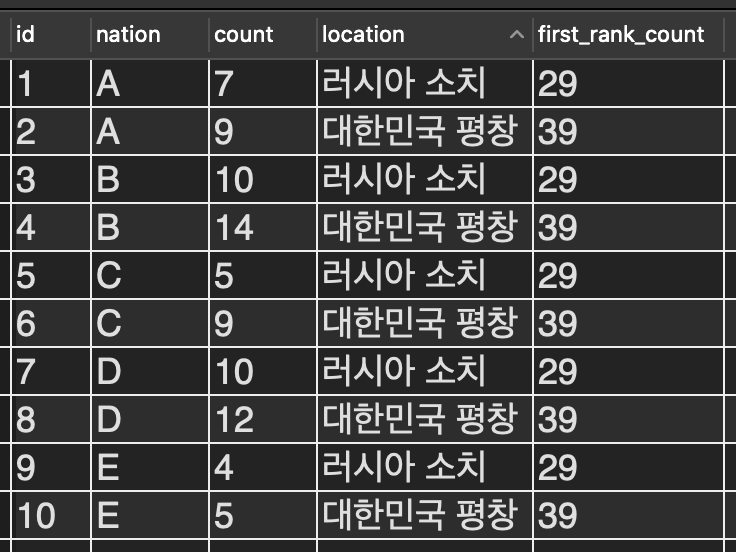 id nation count location first_rank_count
1 A 7 러시아 소치 29
2 A 9 대한민국 평창 39
3 B 10 러시아 소치 29
4 B 14 대한민국 평창 39
5 C 5 러시아 소치 29
6 C 9 대한민국 평창 39
7 D 10 러시아 소치 29
8 D 12 대한민국 평창 39
9 E 4 러시아 소치 29
10 E 5 대한민국 평창 39